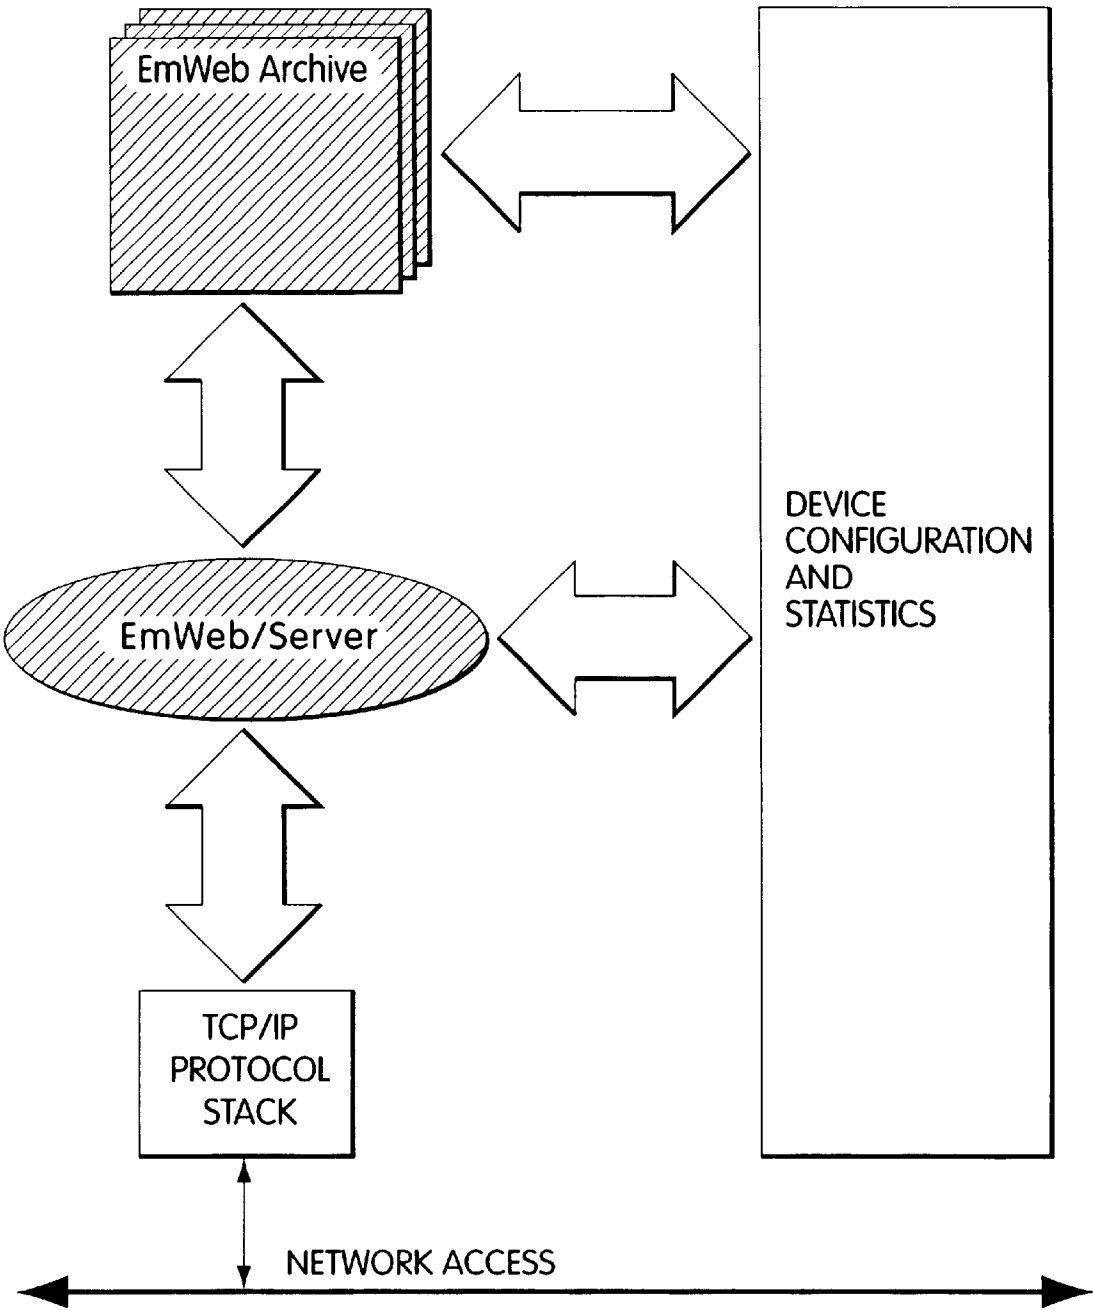 EmWeb Archive
DEVICE
CONFIGURATION
AND
STATISTICS
EmWeb/Server
TCP/IP
PROTOCOL
STACK
NETWORK ACCESS